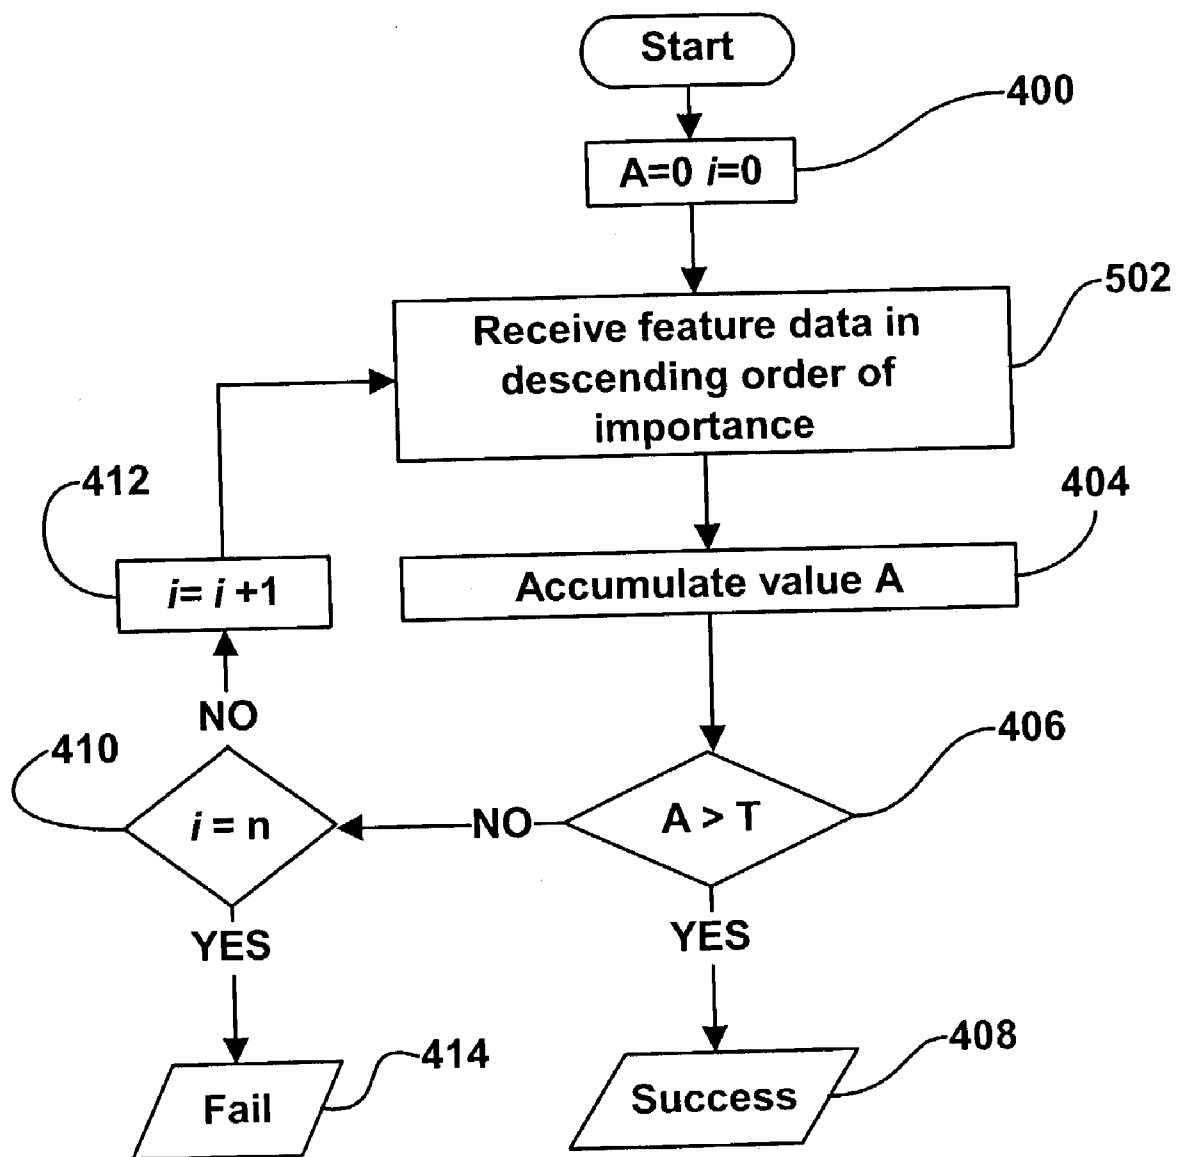 Start
400
A=0 i=0
502
Receive feature data in
descending order of
importance
412
404
i= i +1
Accumulate value A
NO
410
406
i = n
NO
A > T
YES
YES
414
408
Fail
Success